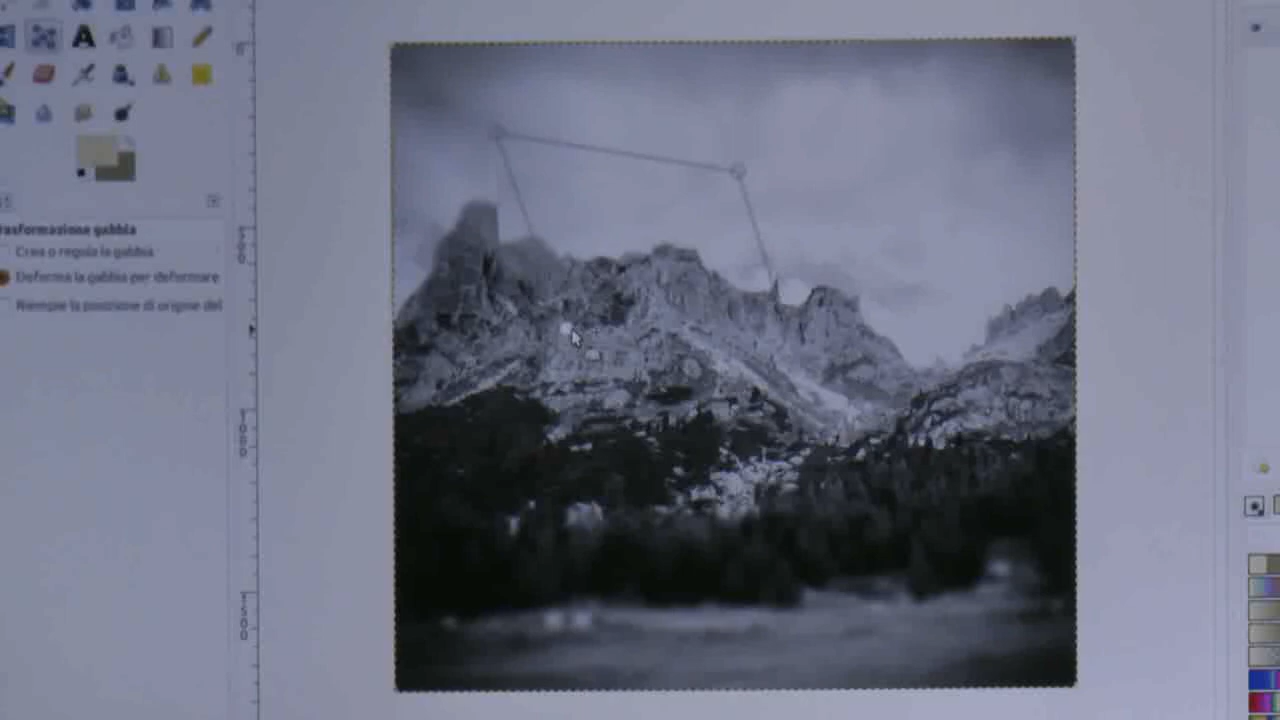 rasformazione gabbia
Crea o regola la gabbia
Deforma la gabbia per deformare
Riempie la posizione di origine del